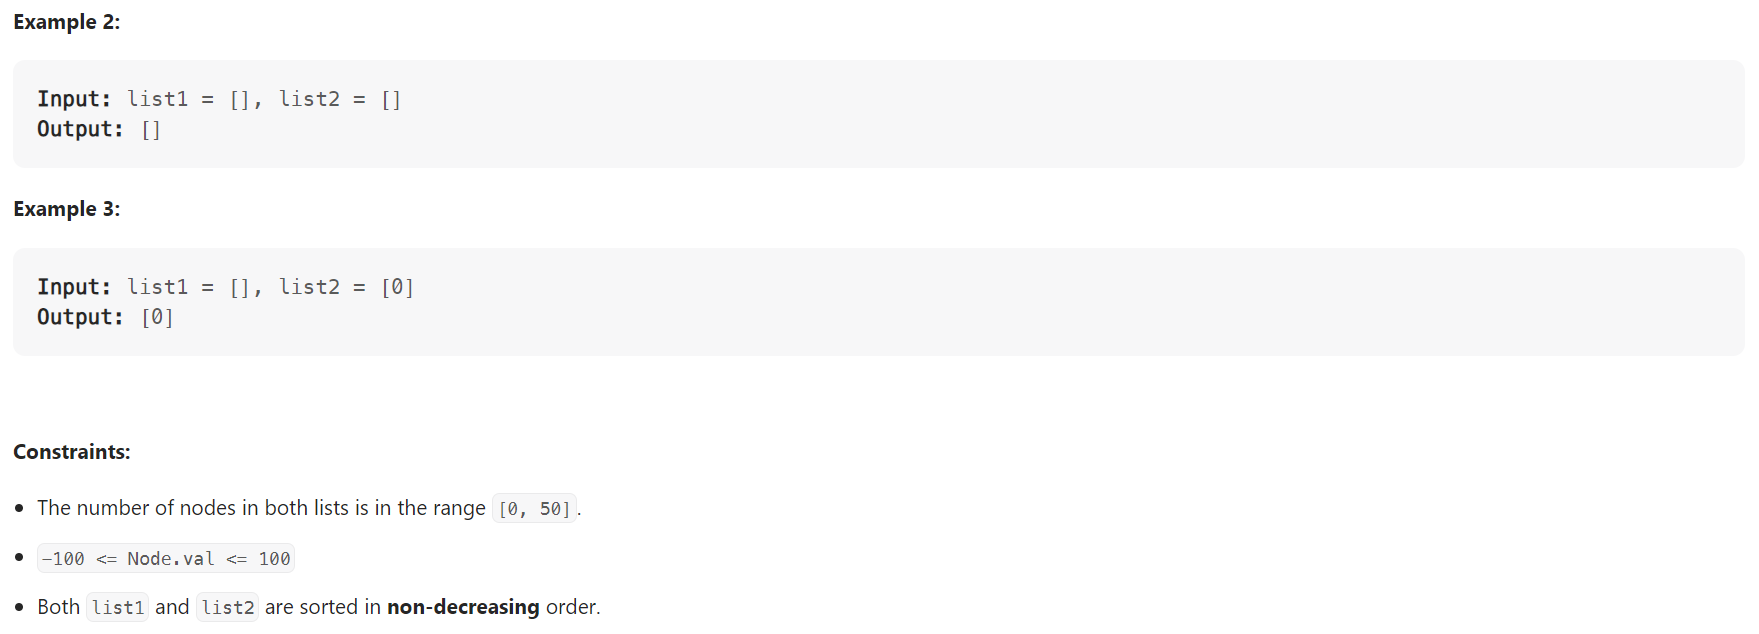 Example 2:
Input: list1 = [], list2 = []
Output: []
Example 3:
Input: list1 = [], list2 = [0]
Output: [0]
Constraints:
• The number of nodes in both lists is in the range [0, 50].
• -100 <= Node.val <= 100
• Both list1 and list2 are sorted in non-decreasing order.